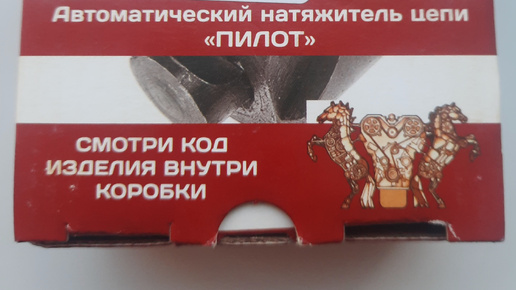 Автоматический натяжитель цепи
«ПИЛОТ»
СМОТРИ КОД
ИЗДЕЛИЯ ВНУТРИ
КОРОБКИ